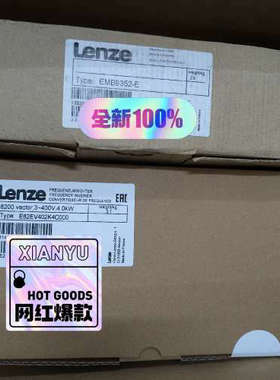 Lenze
Type: EMB9352-E
全新100%
Lenze
FREQUENZUMRICHTER
FREQUENCY INVERTER
CONVERTISSEUR DE FREQUENCE
EAC
8200 vector,3~400V,4.0kW
Type: E82EV402K4C000
XIANYU
HOT GOODS
网红爆款